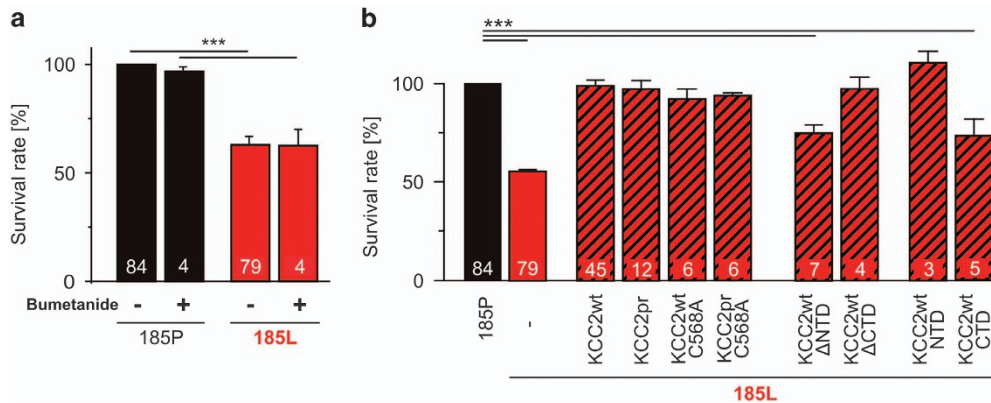 a
***
Survival rate [%]
100
50
0
84
4
79
4
Bumetanide
-
+
-
+
185P
185L
b
***
Survival rate [%]
100
50
0
84
79
45
12
6
6
7
4
3
5
185P
-
KCC2wt
KCC2pr
KCC2wt
C568A
KCC2pr
C568A
KCC2wt
ΔNTD
KCC2wt
ΔCTD
KCC2wt
NTD
KCC2wt
CTD
185L